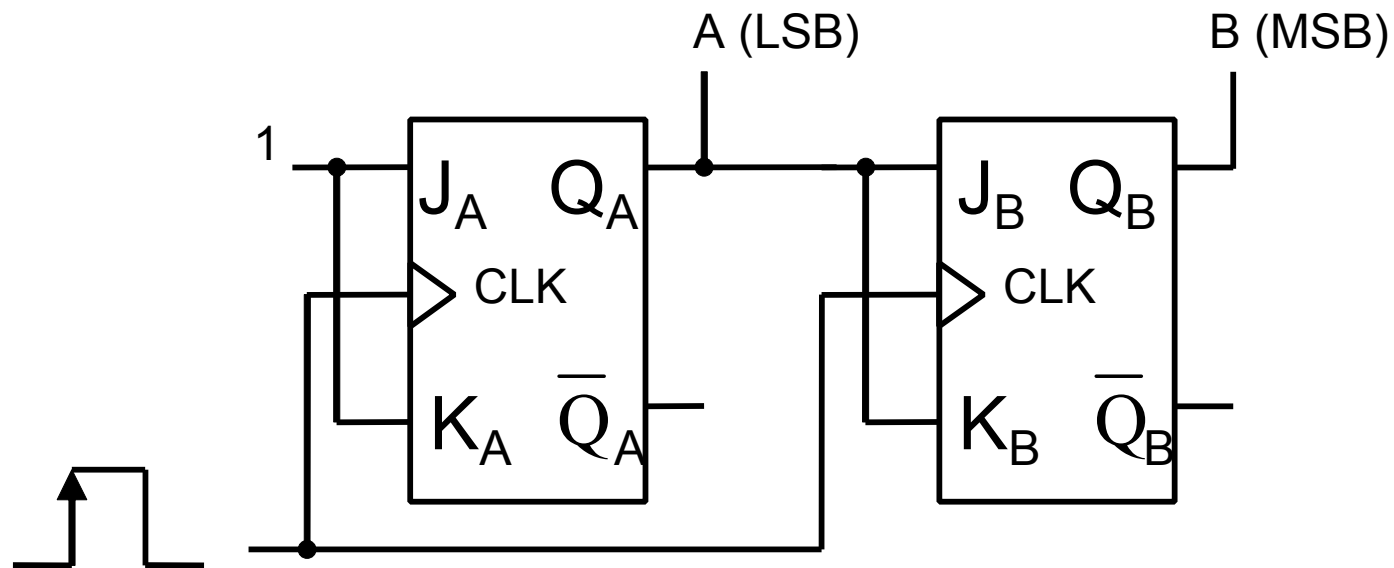 A (LSB) B (MSB)
1
J_A Q_A J_B Q_B
CLK CLK
K_A Q̅_A K_B Q̅_B